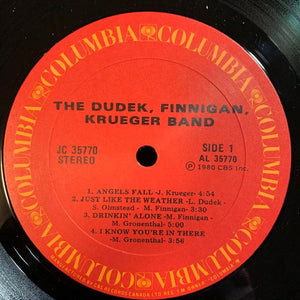 COLUMBIA COLUMBIA
THE DUDEK, FINNIGAN,
KRUEGER BAND
JC 35770
STEREO
SIDE 1
AL 35770
℗ 1980 CBS Inc.
1. ANGELS FALL -J. Krueger- 4:54
2. JUST LIKE THE WEATHER -L. Dudek -
S. Olmstead - M. Finnigan- 3:30
3. DRINKIN' ALONE -M. Finnigan -
M. Gronenthal- 5:00
4. I KNOW YOU'RE IN THERE
-M. Gronenthal- 3:56
COLUMBIA COLUMBIA